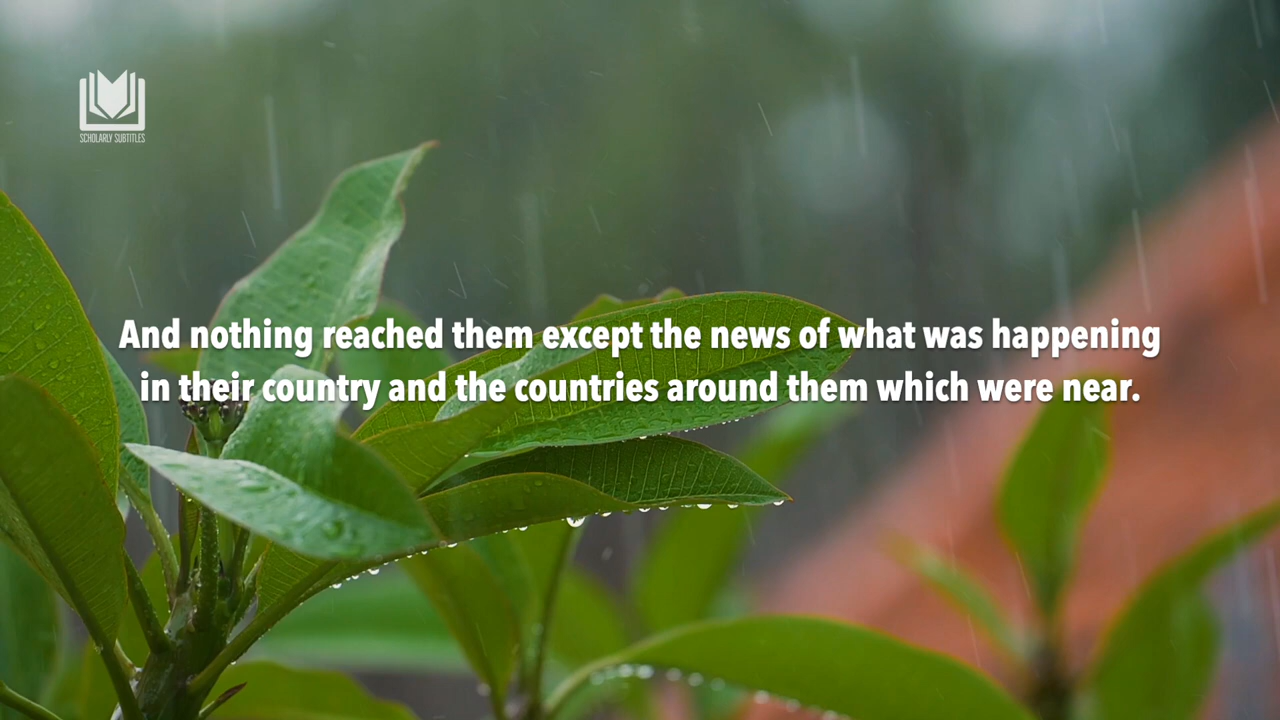 SCHOLARLY SUBTITLES
And nothing reached them except the news of what was happening
in their country and the countries around them which were near.